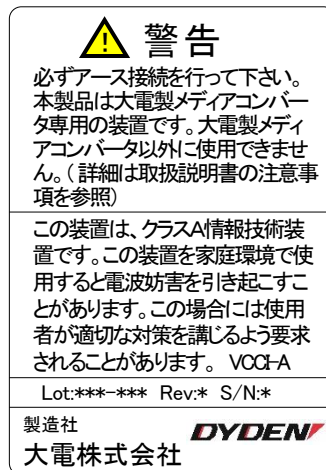 警告
必ずアース接続を行って下さい。
本製品は大電製メディアコンバー
タ専用の装置です。大電製メディ
アコンバータ以外に使用できませ
ん。(詳細は取扱説明書の注意事
項を参照)
この装置は、クラスA情報技術装
置です。この装置を家庭環境で使
用すると電波妨害を引き起こすこ
とがあります。この場合には使用
者が適切な対策を講じるよう要求
されることがあります。 VCCI-A
Lot:***-*** Rev:* S/N:*
製造社
大電株式会社
DYDEN